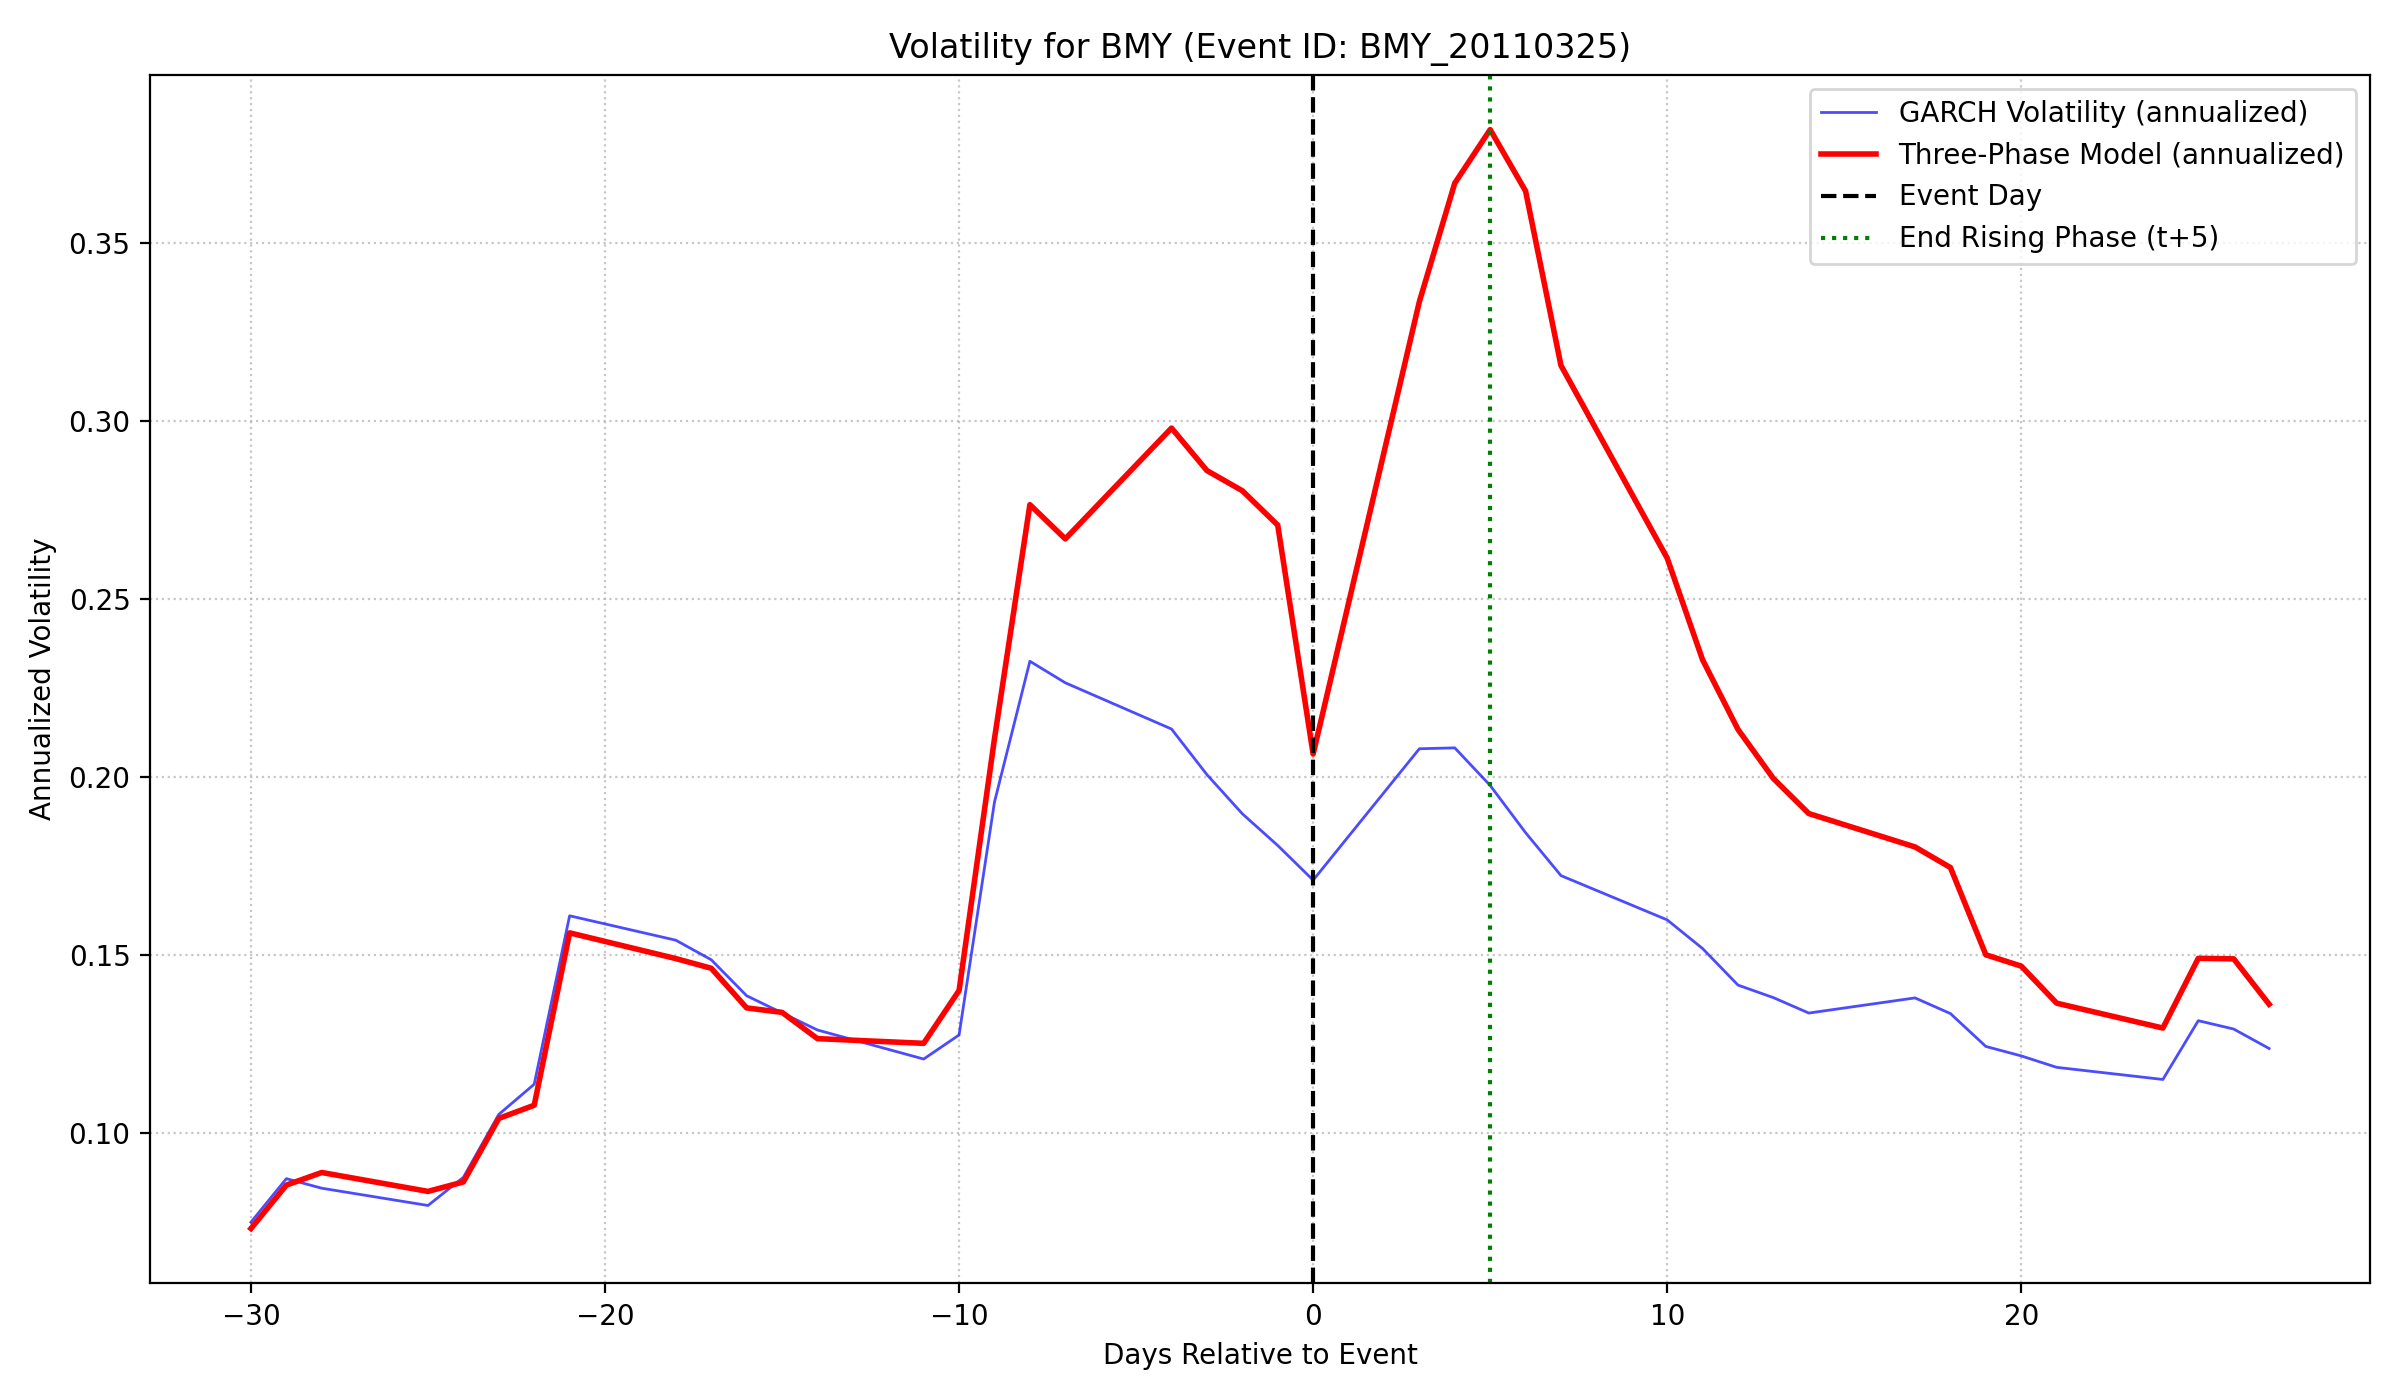 Volatility for BMY (Event ID: BMY_20110325)
GARCH Volatility (annualized)
Three-Phase Model (annualized)
Event Day
End Rising Phase (t+5)
Annualized Volatility
0.35
0.30
0.25
0.20
0.15
0.10
−30
−20
−10
0
10
20
Days Relative to Event